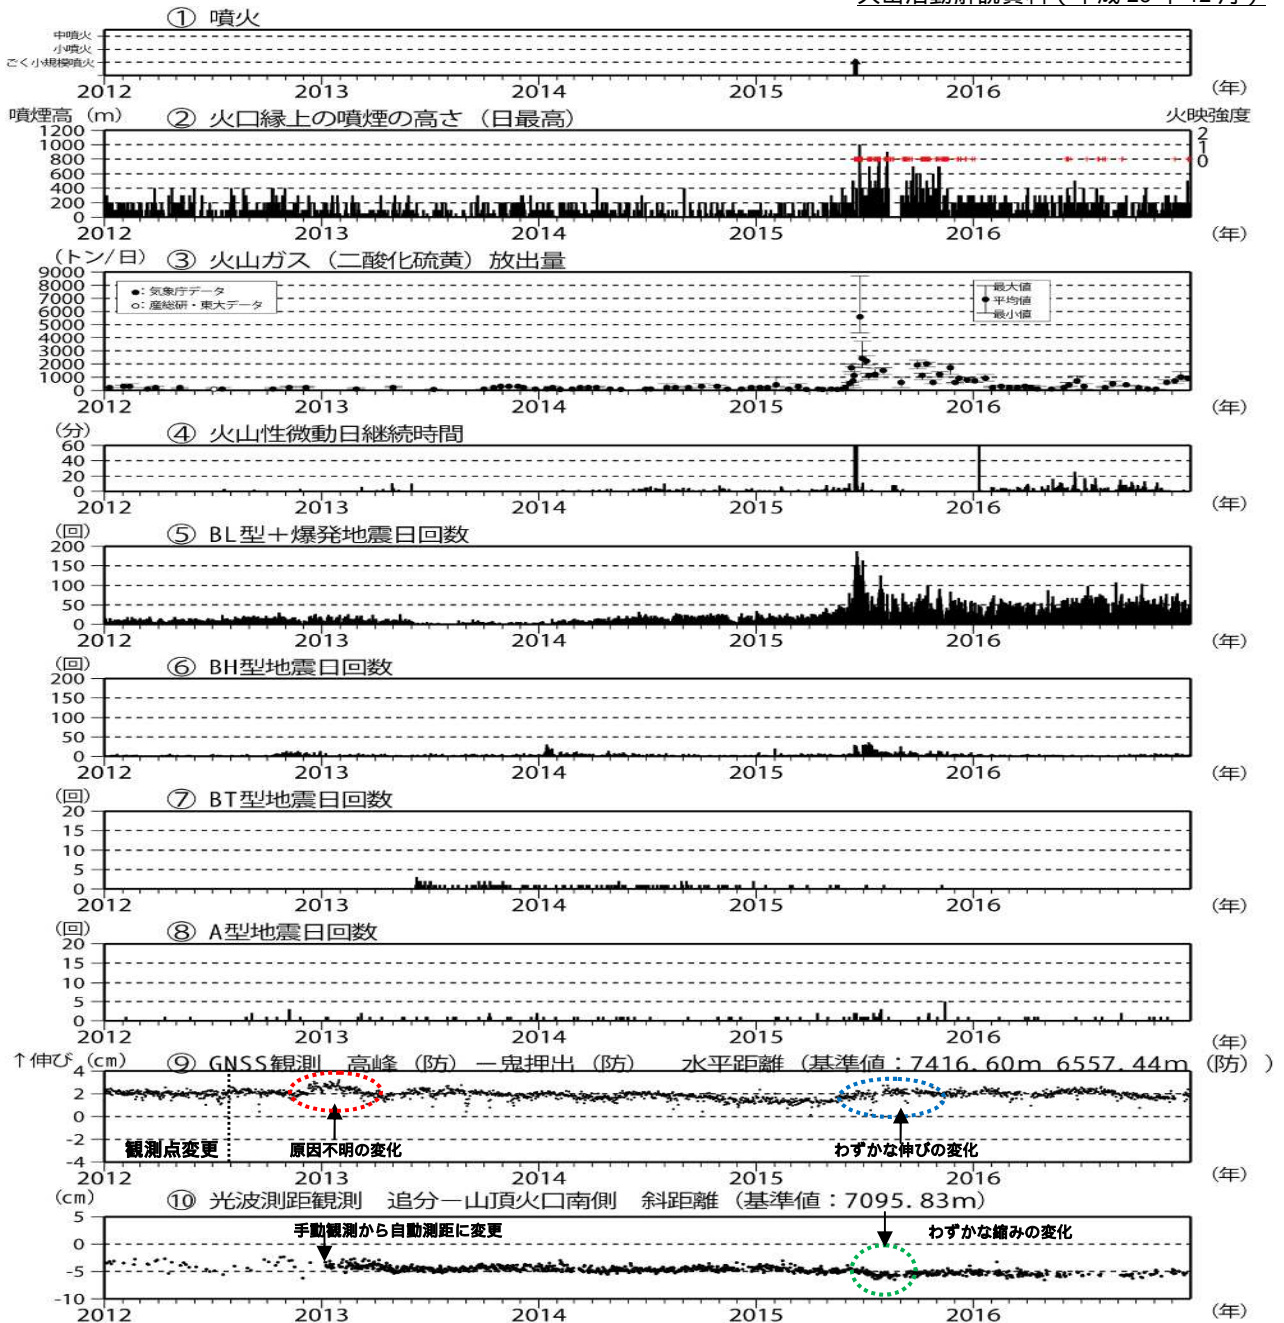 ① 噴火
中噴火
小噴火
ごく小規模噴火
2012 2013 2014 2015 2016 (年)
噴煙高 (m) ② 火口縁上の噴煙の高さ (日最高) 火映強度
1200
1000
800
600
400
200
0
2
1
0
2012 2013 2014 2015 2016 (年)
(トン/日) ③ 火山ガス (二酸化硫黄) 放出量
9000
8000
7000
6000
5000
4000
3000
2000
1000
0
●: 気象庁データ
○: 産総研・東大データ
最大値
平均値
最小値
2012 2013 2014 2015 2016 (年)
(分) ④ 火山性微動日継続時間
60
40
20
0
2012 2013 2014 2015 2016 (年)
(回) ⑤ BL型+爆発地震日回数
200
150
100
50
0
2012 2013 2014 2015 2016 (年)
(回) ⑥ BH型地震日回数
200
150
100
50
0
2012 2013 2014 2015 2016 (年)
(回) ⑦ BT型地震日回数
20
15
10
5
0
2012 2013 2014 2015 2016 (年)
(回) ⑧ A型地震日回数
20
15
10
5
0
2012 2013 2014 2015 2016 (年)
↑伸び (cm) ⑨ GNSS観測 高峰 (防) -鬼押出 (防) 水平距離 (基準値:7416.60m 6557.44m (防) )
4
2
0
-2
-4
観測点変更 原因不明の変化 わずかな伸びの変化
2012 2013 2014 2015 2016 (年)
(cm) ⑩ 光波測距観測 追分-山頂火口南側 斜距離 (基準値:7095.83m)
5
0
-5
-10
手動観測から自動測距に変更 わずかな縮みの変化
2012 2013 2014 2015 2016 (年)